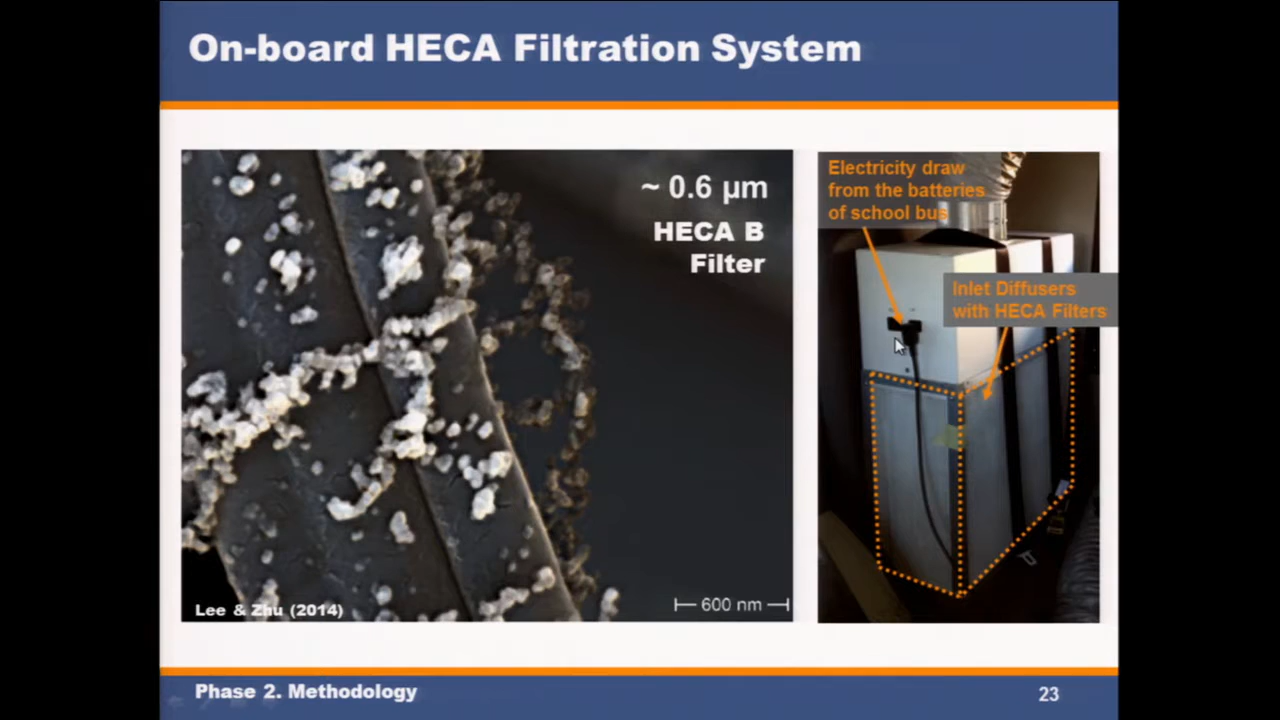 On-board HECA Filtration System
~ 0.6 µm
HECA B
Filter
Lee & Zhu (2014)
600 nm
Electricity draw
from the batteries
of school bus
Inlet Diffusers
with HECA Filters
Phase 2. Methodology
23